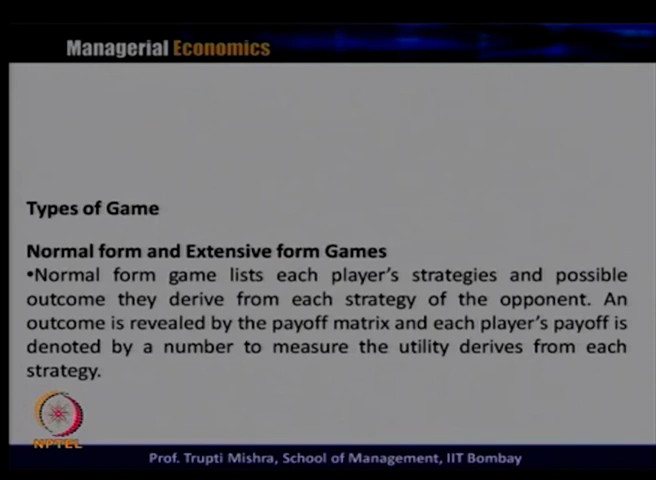 Managerial Economics
Types of Game
Normal form and Extensive form Games
•Normal form game lists each player's strategies and possible
outcome they derive from each strategy of the opponent. An
outcome is revealed by the payoff matrix and each player's payoff is
denoted by a number to measure the utility derives from each
strategy.
NPTEL
Prof. Trupti Mishra, School of Management, IIT Bombay